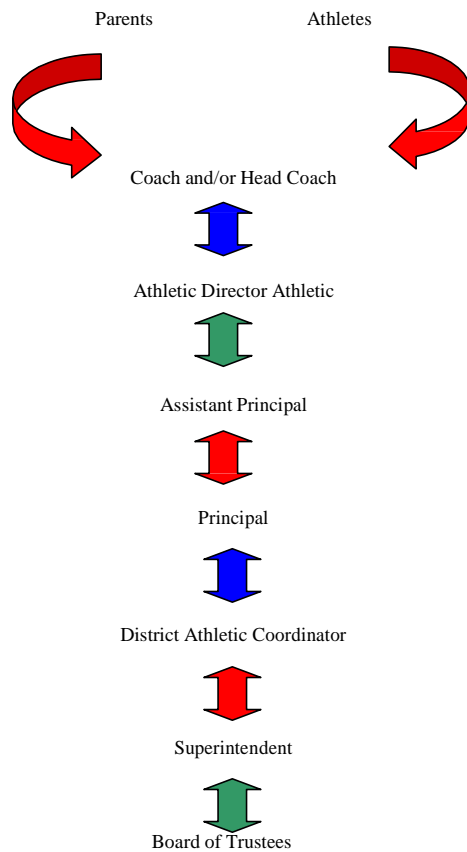 Parents Athletes
Coach and/or Head Coach
Athletic Director Athletic
Assistant Principal
Principal
District Athletic Coordinator
Superintendent
Board of Trustees